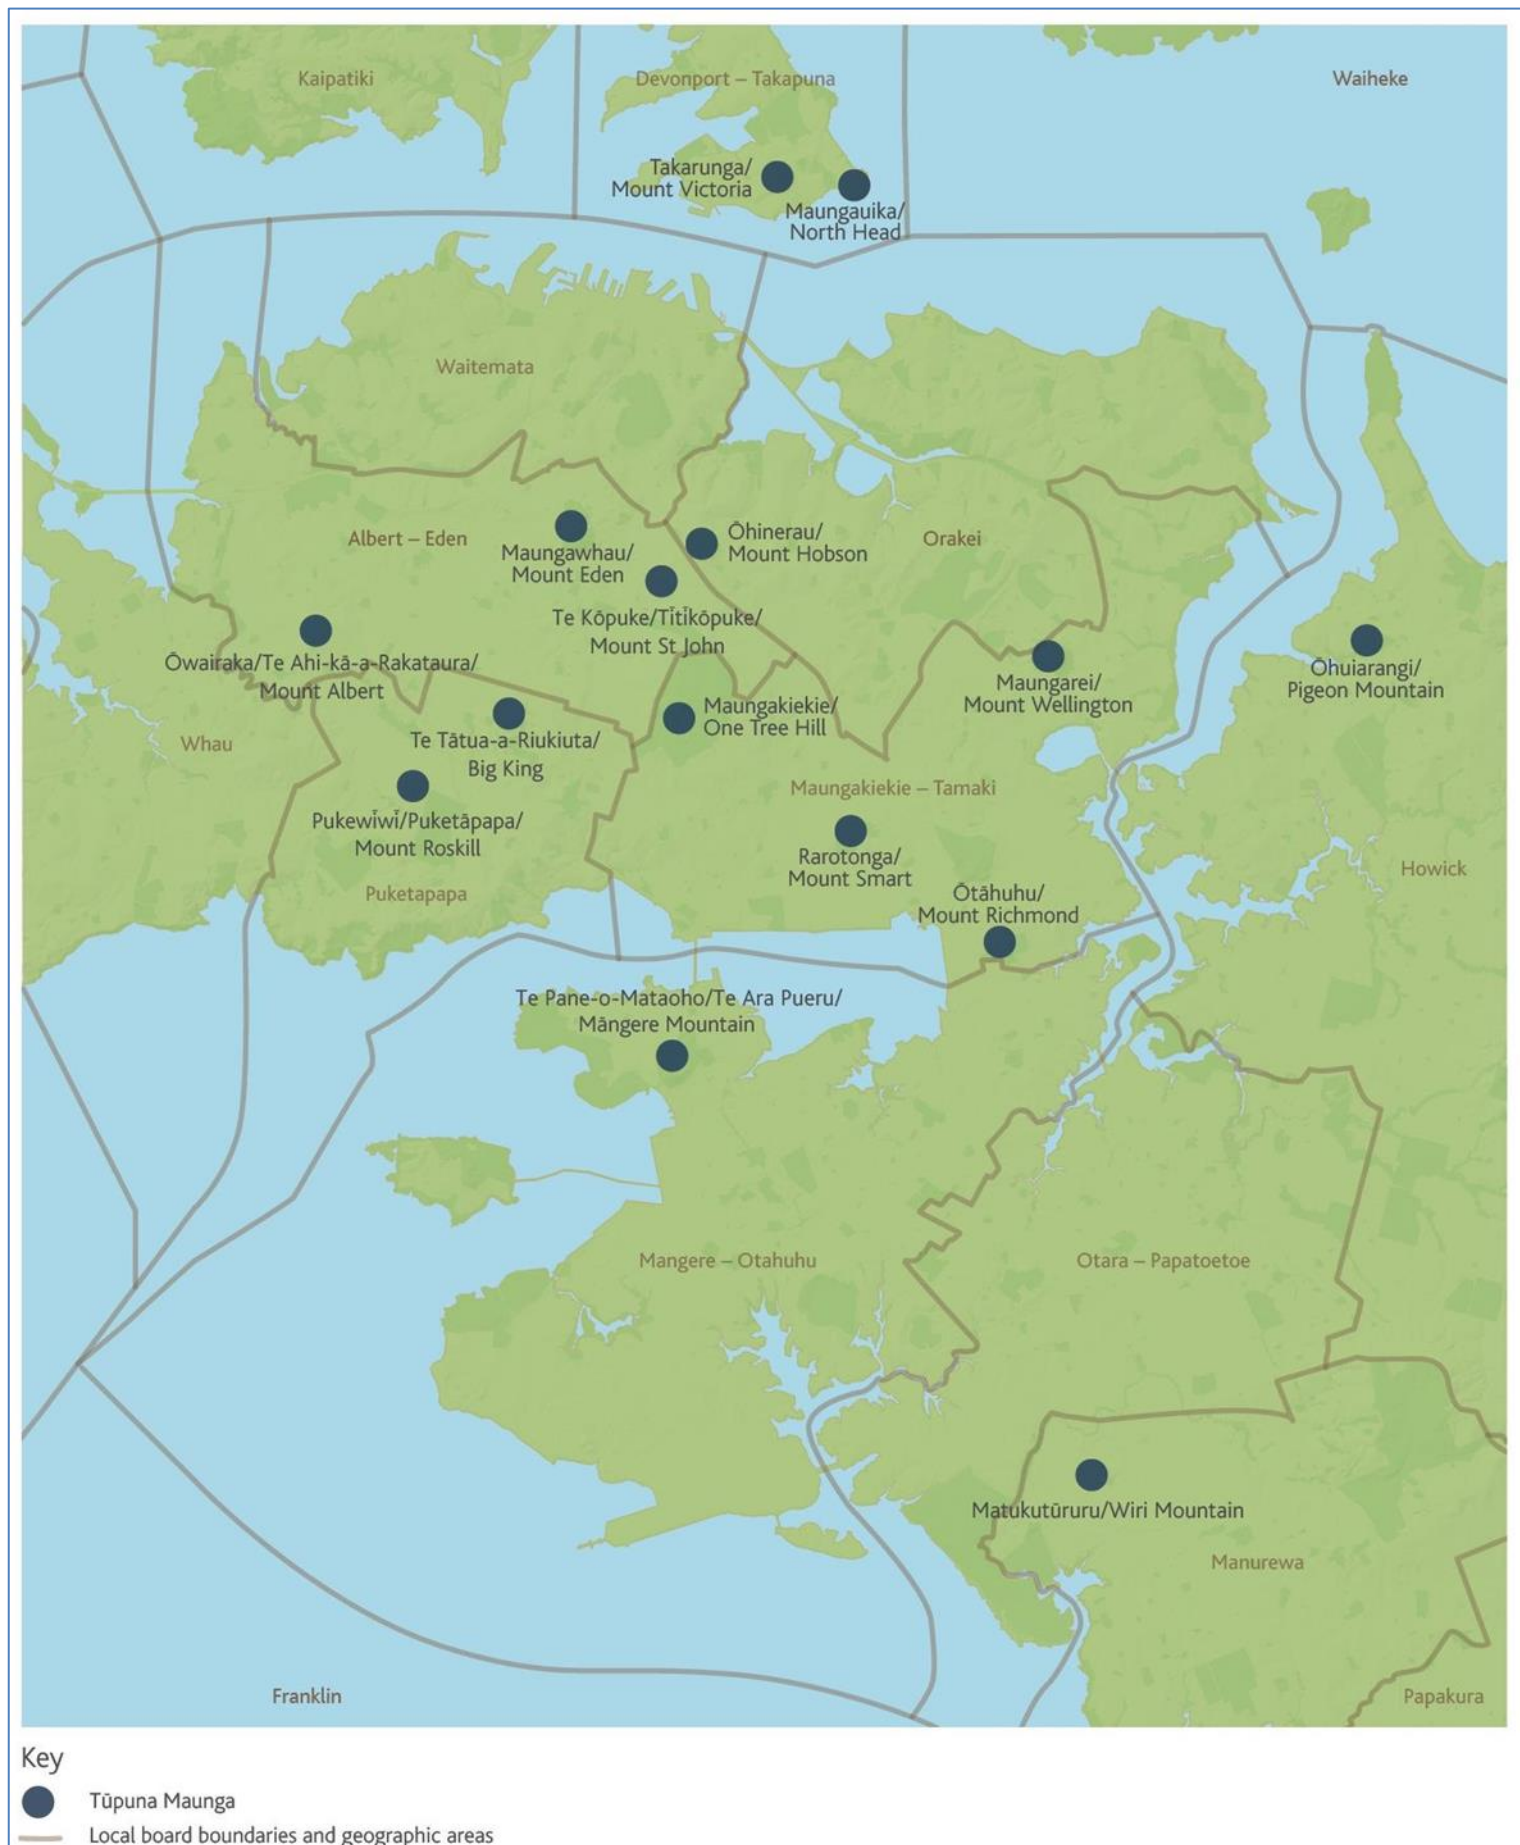 Kaipatiki
Devonport – Takapuna
Waiheke
Takarunga/
Mount Victoria
Maungauika/
North Head
Waitemata
Albert – Eden
Maungawhau/
Mount Eden
Ōhinerau/
Mount Hobson
Orakei
Te Kōpuke/Tītīkōpuke/
Mount St John
Ōwairaka/Te Ahi-kā-a-Rakataura/
Mount Albert
Maungarei/
Mount Wellington
Ōhuiarangi/
Pigeon Mountain
Maungakiekie/
One Tree Hill
Te Tātua-a-Riukiuta/
Big King
Whau
Pukewīwī/Puketāpapa/
Mount Roskill
Maungakiekie – Tamaki
Rarotonga/
Mount Smart
Howick
Puketapapa
Ōtāhuhu/
Mount Richmond
Te Pane-o-Mataoho/Te Ara Pueru/
Māngere Mountain
Mangere – Otahuhu
Otara – Papatoetoe
Matukutūruru/Wiri Mountain
Manurewa
Franklin
Papakura
Key
Tūpuna Maunga
Local board boundaries and geographic areas